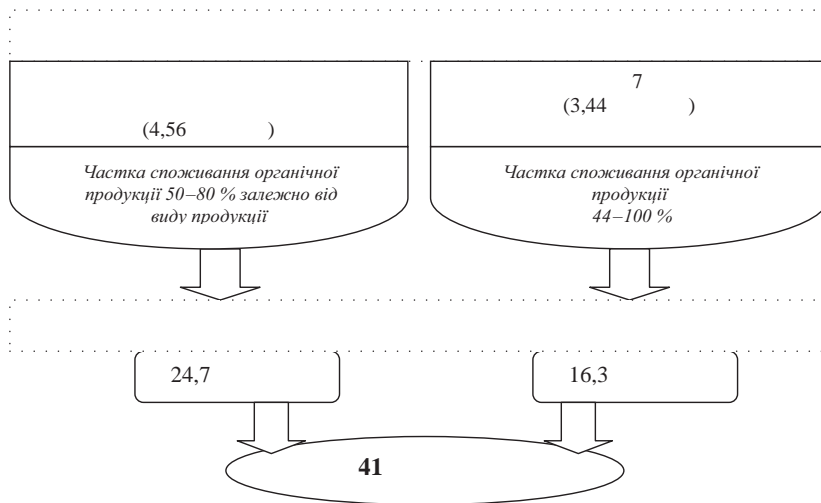 (4,56 )
7
(3,44 )
Частка споживання органічної
продукції 50–80 % залежно від
виду продукції
Частка споживання органічної
продукції
44–100 %
24,7
16,3
41